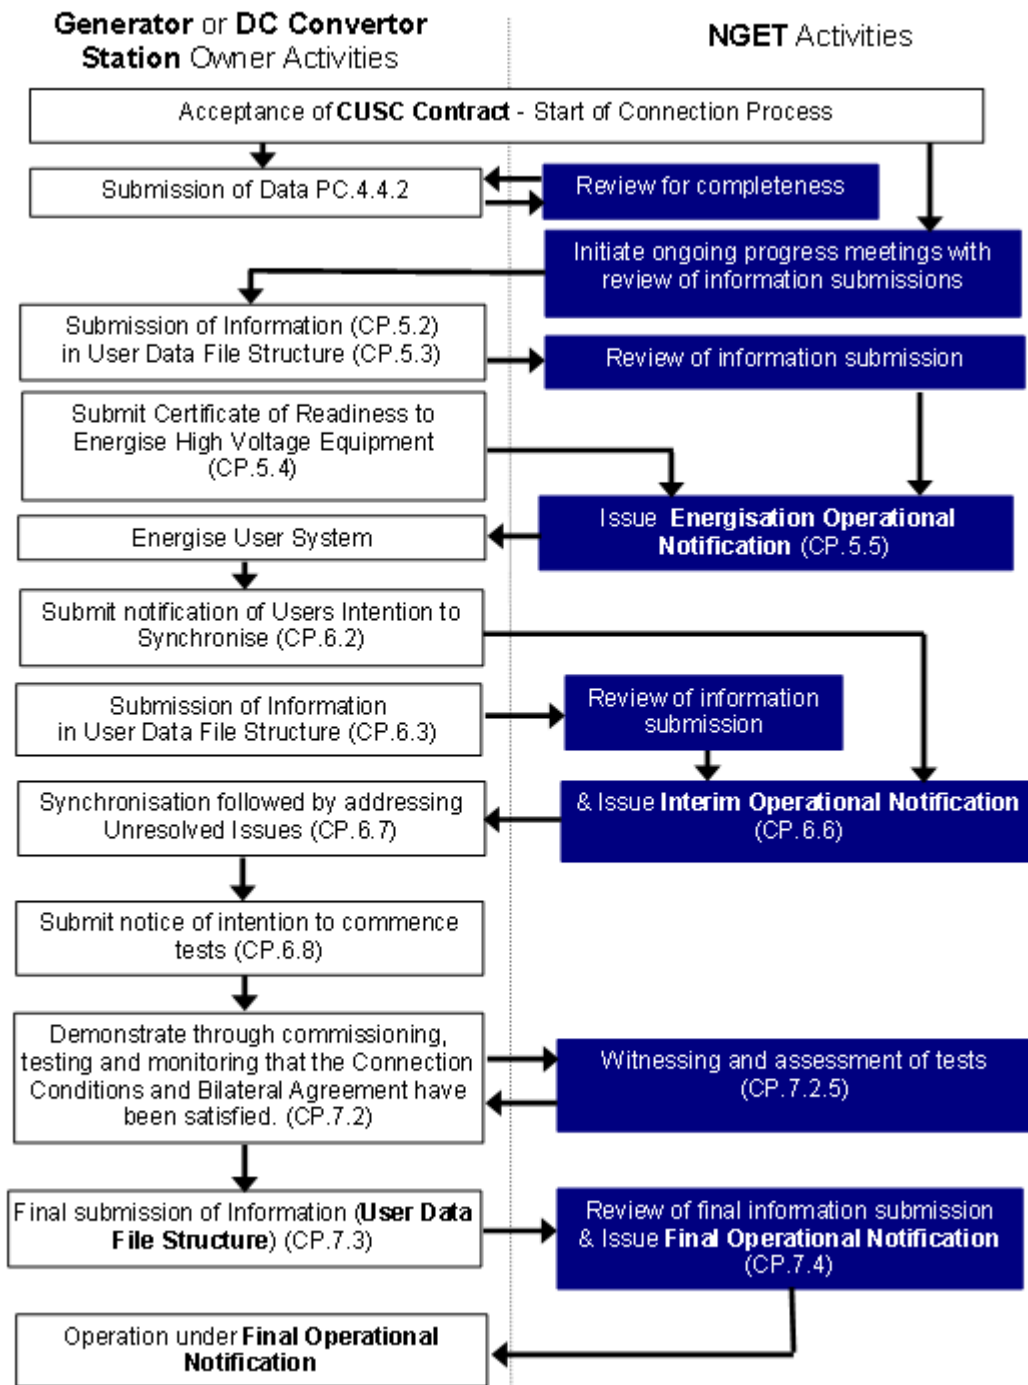 Generator or DC Convertor
Station Owner Activities
NGET Activities
Acceptance of CUSC Contract - Start of Connection Process
Submission of Data PC.4.4.2
Review for completeness
Initiate ongoing progress meetings with
review of information submissions
Submission of Information (CP.5.2)
in User Data File Structure (CP.5.3)
Review of information submission
Submit Certificate of Readiness to
Energise High Voltage Equipment
(CP.5.4)
Issue Energisation Operational
Notification (CP.5.5)
Energise User System
Submit notification of Users Intention to
Synchronise (CP.6.2)
Submission of Information
in User Data File Structure (CP.6.3)
Review of information
submission
Synchronisation followed by addressing
Unresolved Issues (CP.6.7)
& Issue Interim Operational Notification
(CP.6.6)
Submit notice of intention to commence
tests (CP.6.8)
Demonstrate through commissioning,
testing and monitoring that the Connection
Conditions and Bilateral Agreement have
been satisfied. (CP.7.2)
Witnessing and assessment of tests
(CP.7.2.5)
Final submission of Information (User Data
File Structure) (CP.7.3)
Review of final information submission
& Issue Final Operational Notification
(CP.7.4)
Operation under Final Operational
Notification